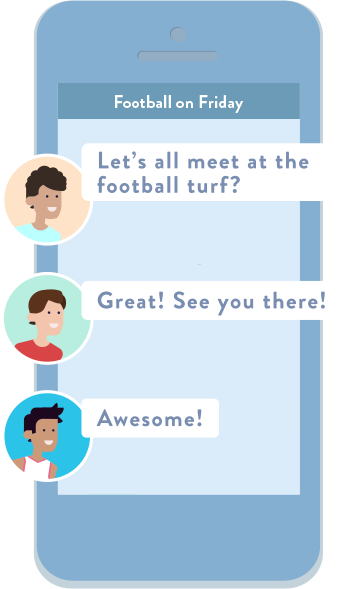 Football on Friday
Let's all meet at the
football turf?
Great! See you there!
Awesome!